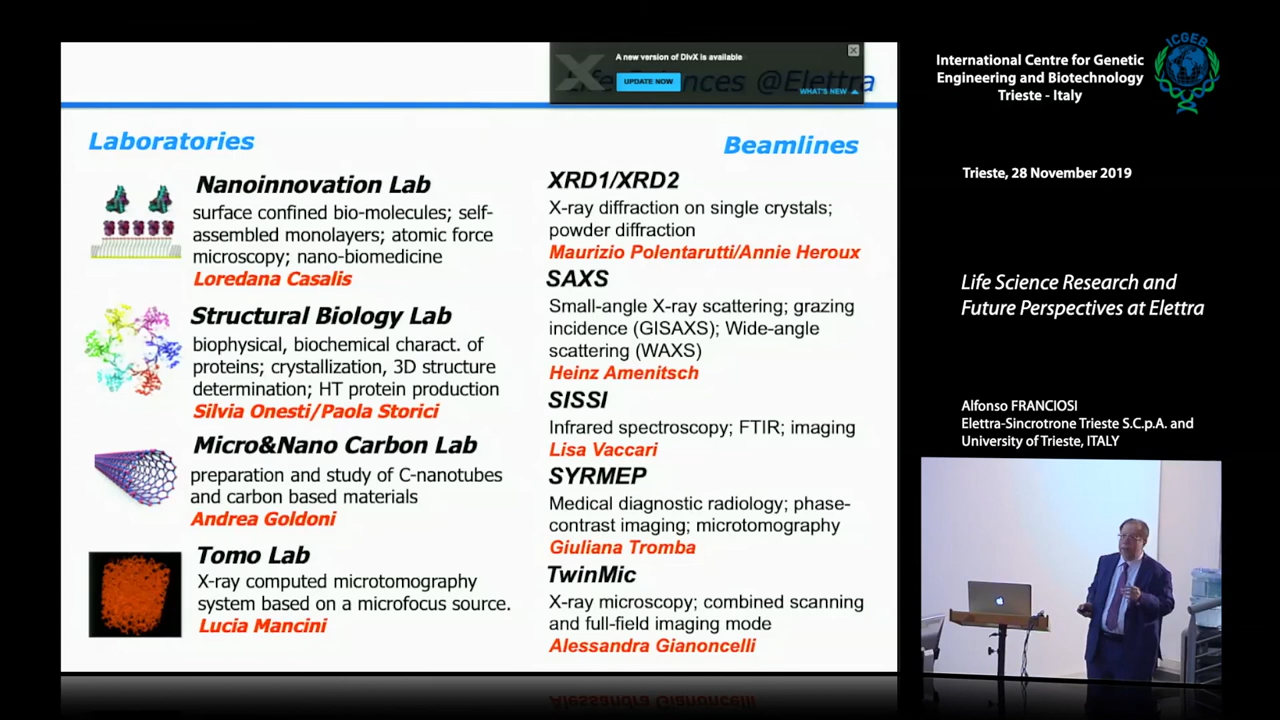 A new version of DivX is available
UPDATE NOW
WHAT'S NEW
nces @Elettra
Laboratories
Nanoinnovation Lab
surface confined bio-molecules; self-
assembled monolayers; atomic force
microscopy; nano-biomedicine
Loredana Casalis
Structural Biology Lab
biophysical, biochemical charact. of
proteins; crystallization, 3D structure
determination; HT protein production
Silvia Onesti/Paola Storici
Micro&Nano Carbon Lab
preparation and study of C-nanotubes
and carbon based materials
Andrea Goldoni
Tomo Lab
X-ray computed microtomography
system based on a microfocus source.
Lucia Mancini
Beamlines
XRD1/XRD2
X-ray diffraction on single crystals;
powder diffraction
Maurizio Polentarutti/Annie Heroux
SAXS
Small-angle X-ray scattering; grazing
incidence (GISAXS); Wide-angle
scattering (WAXS)
Heinz Amenitsch
SISSI
Infrared spectroscopy; FTIR; imaging
Lisa Vaccari
SYRMEP
Medical diagnostic radiology; phase-
contrast imaging; microtomography
Giuliana Tromba
TwinMic
X-ray microscopy; combined scanning
and full-field imaging mode
Alessandra Gianoncelli
International Centre for Genetic
Engineering and Biotechnology
Trieste - Italy
ICGEB
Trieste, 28 November 2019
Life Science Research and
Future Perspectives at Elettra
Alfonso FRANCIOSI
Elettra-Sincrotrone Trieste S.C.p.A. and
University of Trieste, ITALY